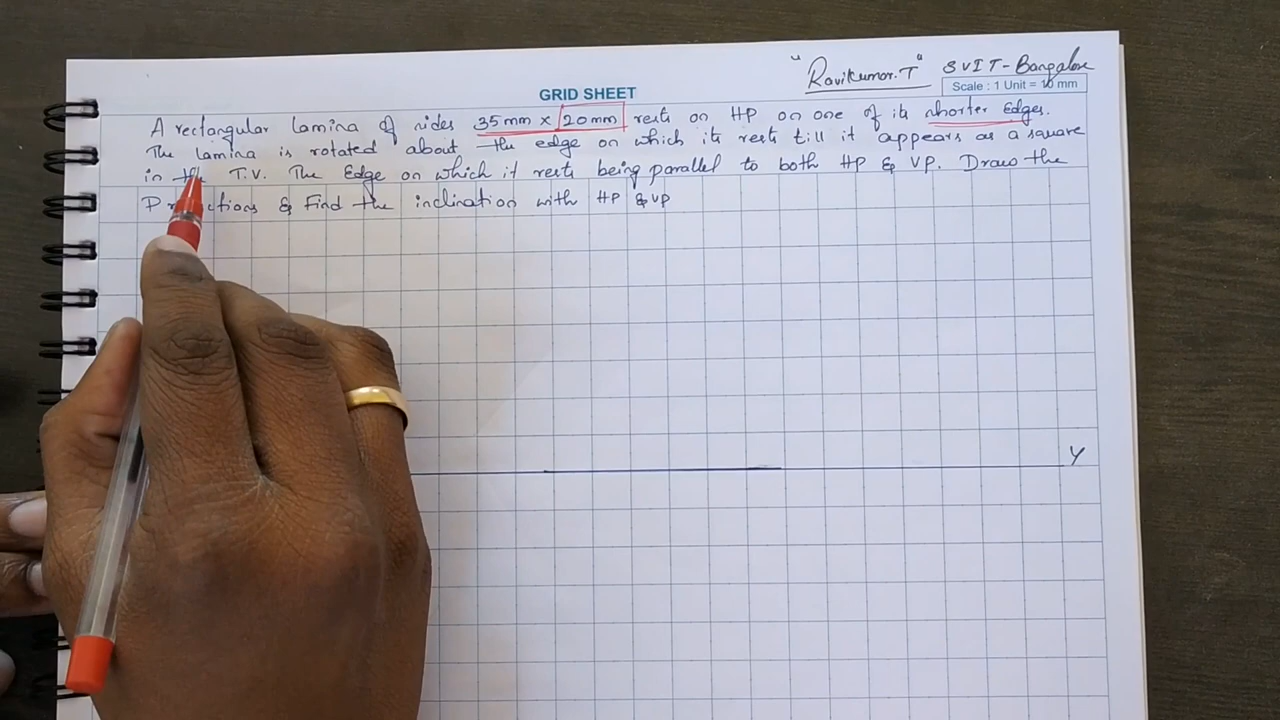 "Ravikumar.T" SVIT-Bangalore
GRID SHEET
Scale : 1 Unit = 10 mm
A rectangular Lamina of sides 35mm × 20mm rests on HP on one of its shorter Edges.
The Lamina is rotated about the edge on which its rests till it appears as a square
in the T.V. The Edge on which it rests being parallel to both HP & VP. Draw the
& Find the inclination with HP & VP
Y